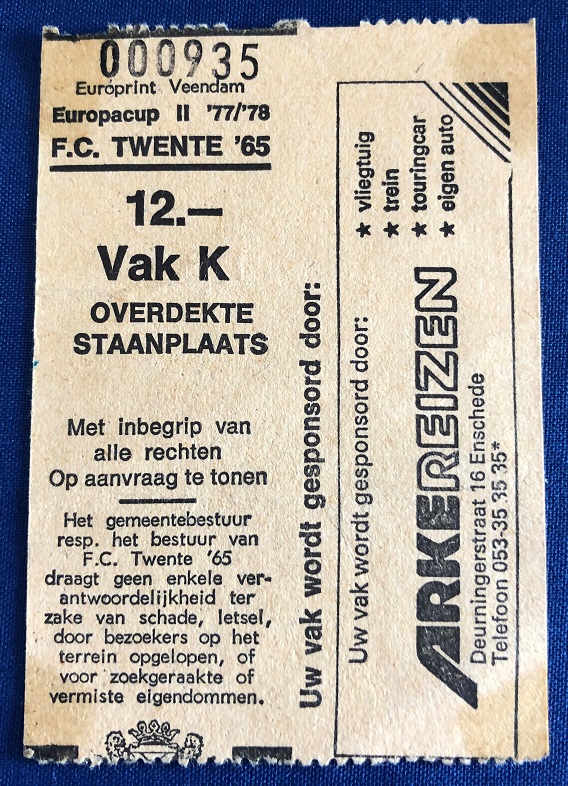 000935
Europrint Veendam
Europacup II '77/'78
F.C. TWENTE '65
12.—
Vak K
OVERDEKTE
STAANPLAATS
Met inbegrip van
alle rechten
Op aanvraag te tonen
Het gemeentebestuur
resp. het bestuur van
F.C. Twente '65
draagt geen enkele ver-
antwoordelijkheid ter
zake van schade, letsel,
door bezoekers op het
terrein opgelopen, of
voor zoekgeraakte of
vermiste eigendommen.
Uw vak wordt gesponsord door:
Uw vak wordt gesponsord door:
★ vliegtuig
★ trein
★ touringcar
★ eigen auto
ARKEREIZEN
Deurningerstraat 16 Enschede
Telefoon 053-35 35 35*